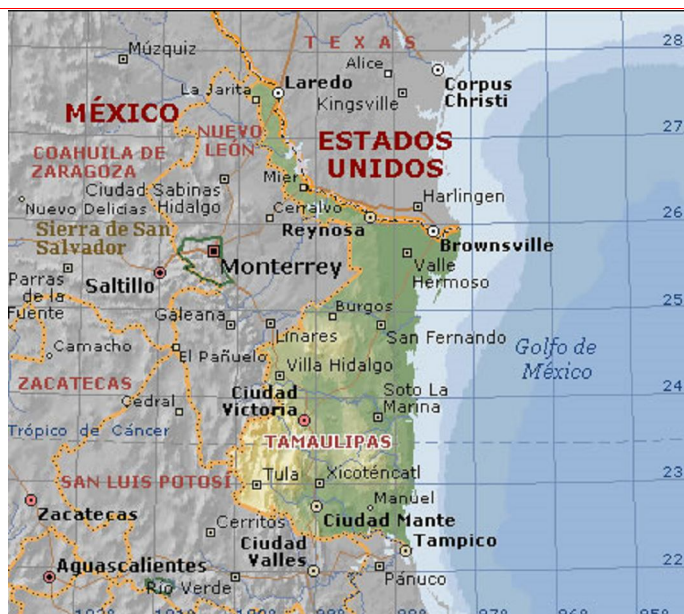 TEXAS
28
Múzquiz
Alice
Corpus
Christi
La Jarita
Laredo
Kingsville
MÉXICO
27
NUEVO
LEÓN
ESTADOS
UNIDOS
COAHUILA DE
ZARAGOZA
Mier
Ciudad Sabinas
Hidalgo
Harlingen
Nuevo Delicias
Cerralvo
26
Sierra de San
Salvador
Reynosa
Brownsville
Monterrey
Valle
Hermoso
Parras
de la
Fuente
Saltillo
25
Galeana
Burgos
Linares
San Fernando
Golfo de
México
Camacho
El Pañuelo
Villa Hidalgo
ZACATECAS
24
Cedral
Ciudad
Victoria
Soto La
Marina
Trópico de Cáncer
TAMAULIPAS
23
SAN LUIS POTOSÍ
Tula
Xicoténcatl
Manuel
Zacatecas
Cerritos
Ciudad Mante
Ciudad
Valles
Tampico
22
Aguascalientes
Río Verde
Pánuco